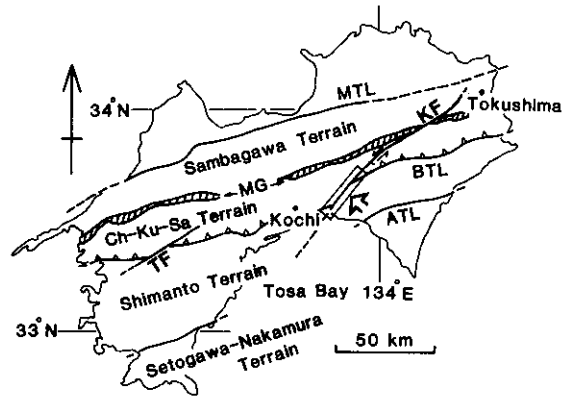 MTL
34°N
KF
Tokushima
Sambagawa Terrain
MG
BTL
Ch-Ku-Sa Terrain
Kochi
ATL
TF
Shimanto Terrain
Tosa Bay
134°E
33°N
50 km
Setogawa-Nakamura
Terrain